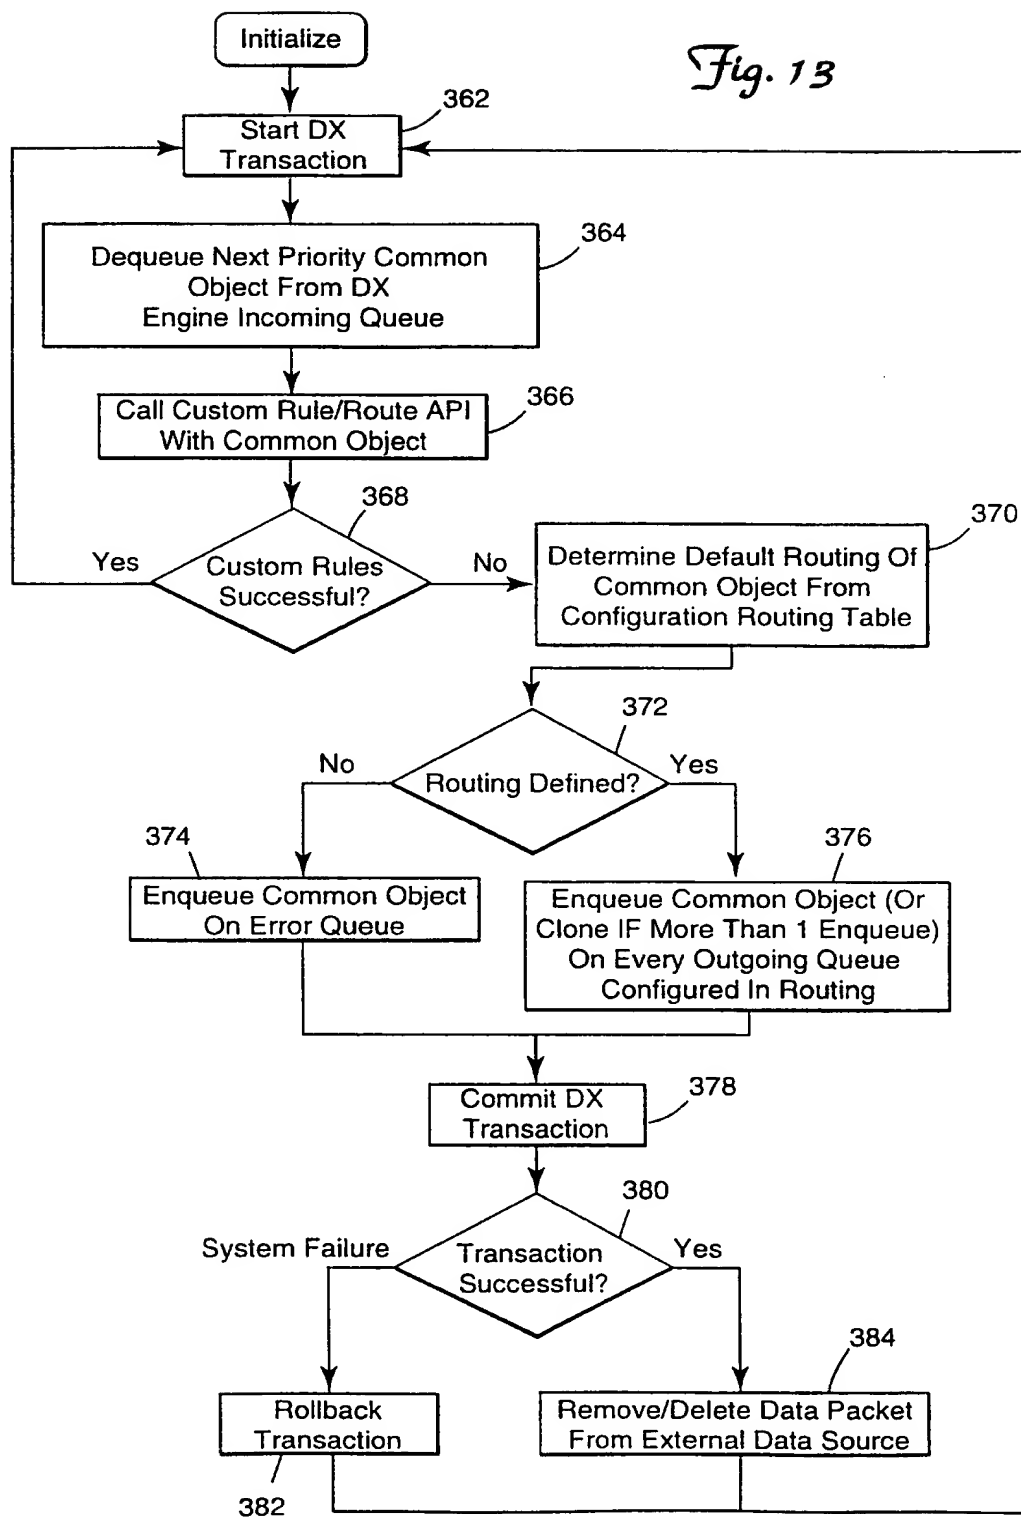 Initialize
Fig. 13
362
Start DX
Transaction
364
Dequeue Next Priority Common
Object From DX
Engine Incoming Queue
366
Call Custom Rule/Route API
With Common Object
368
Yes
Custom Rules
Successful?
No
370
Determine Default Routing Of
Common Object From
Configuration Routing Table
372
No
Routing Defined?
Yes
374
Enqueue Common Object
On Error Queue
376
Enqueue Common Object (Or
Clone IF More Than 1 Enqueue)
On Every Outgoing Queue
Configured In Routing
378
Commit DX
Transaction
380
System Failure
Transaction
Successful?
Yes
384
Rollback
Transaction
382
Remove/Delete Data Packet
From External Data Source